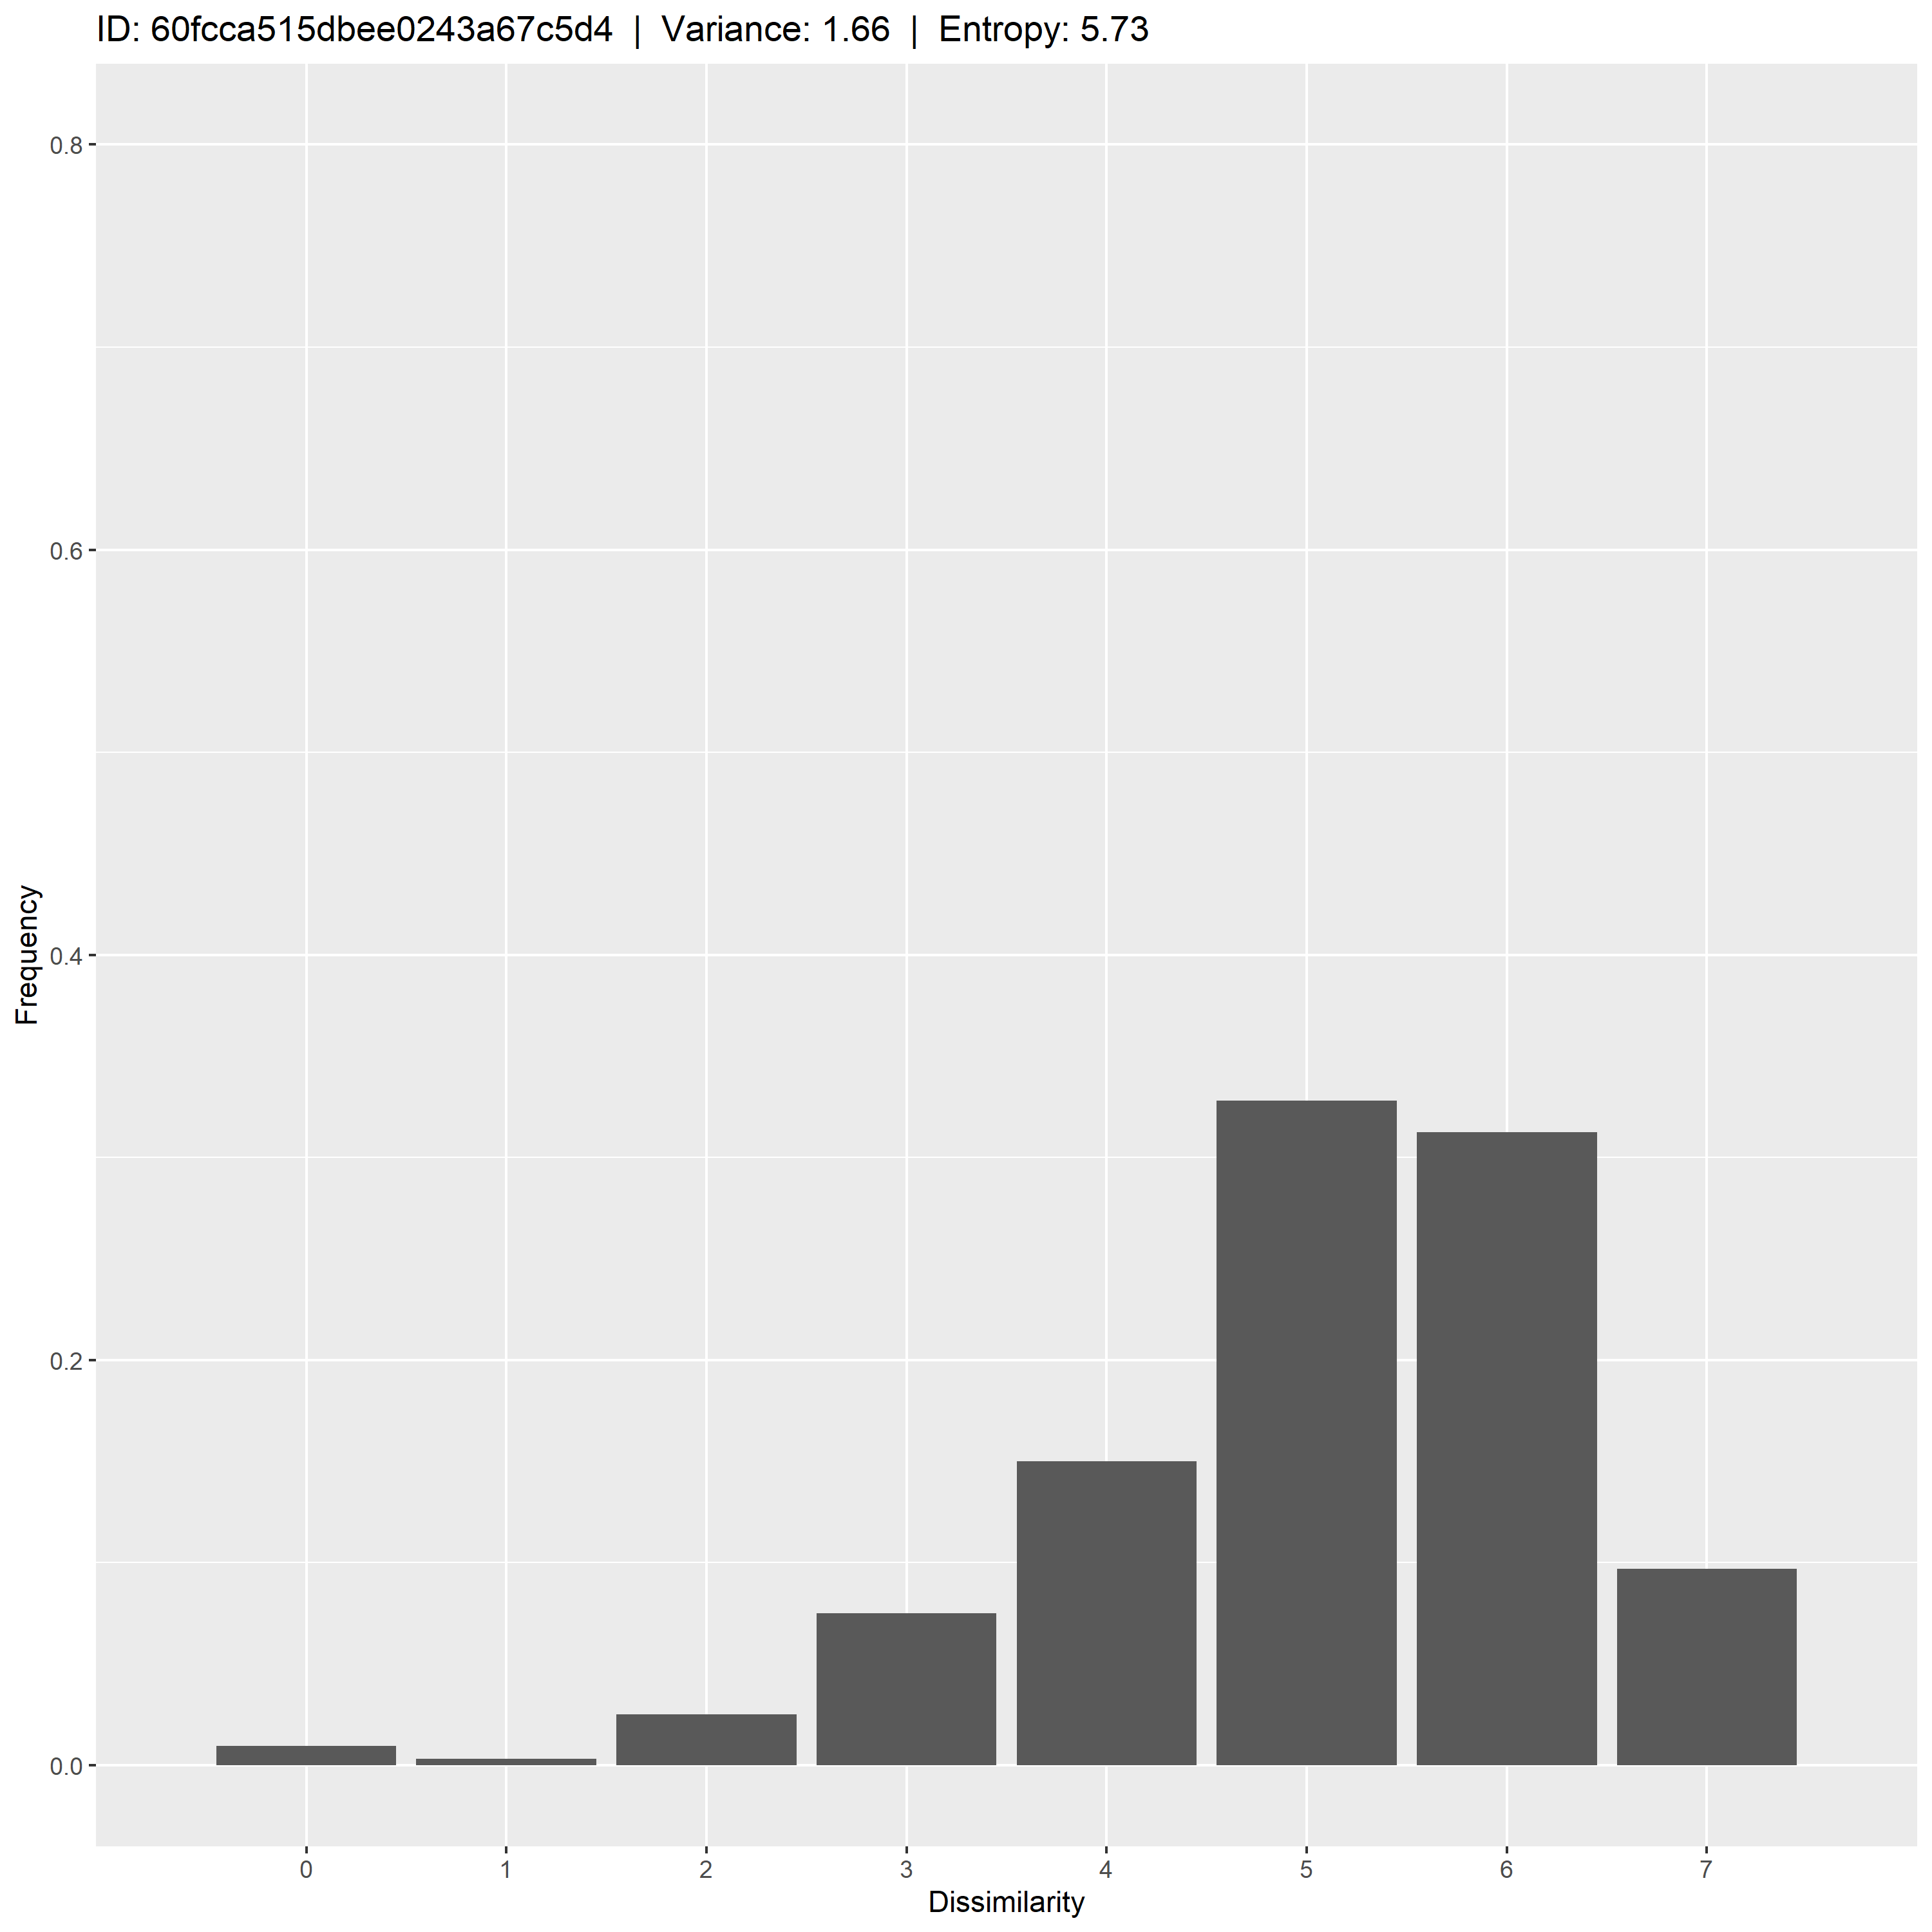 ID: 60fcca515dbee0243a67c5d4 | Variance: 1.66 | Entropy: 5.73
0.8
0.6
0.4
0.2
0.0
Frequency
0 1 2 3 4 5 6 7
Dissimilarity